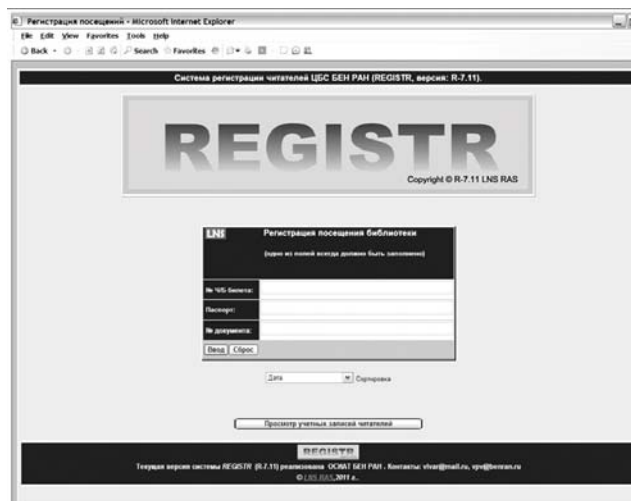 Регистрация посещений - Microsoft Internet Explorer
File Edit View Favorites Tools Help
Back Search Favorites
Система регистрации читателей ЦБС БЕН РАН (REGISTR, версия: R-7.11).
REGISTR
Copyright © R-7.11 LNS RAS
LNS Регистрация посещения библиотеки
(одно из полей всегда должно быть заполнено)
№ Ч/Б-билета:
Паспорт:
№ документа:
Ввод Сброс
Дата Сортировка
Просмотр учетных записей читателей
REGISTR
Текущая версия системы REGISTR (R-7.11) реализована ОСИАТ БЕН РАН . Контакты: vivar@mail.ru, vpv@benran.ru
© LNS RAS,2011 г..